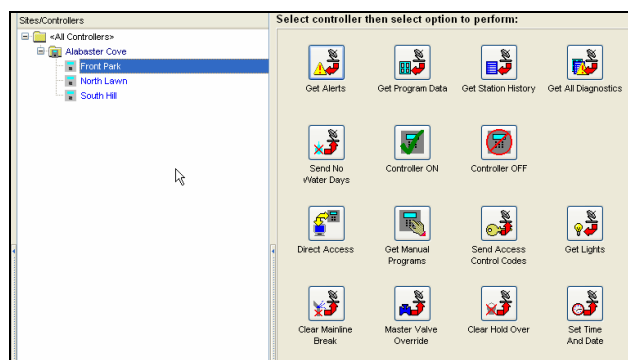 Sites/Controllers
<All Controllers>
Alabaster Cove
Front Park
North Lawn
South Hill
Select controller then select option to perform:
Get Alerts
Get Program Data
Get Station History
Get All Diagnostics
Send No
Water Days
Controller ON
Controller OFF
Direct Access
Get Manual
Programs
Send Access
Control Codes
Get Lights
Clear Mainline
Break
Master Valve
Override
Clear Hold Over
Set Time
And Date